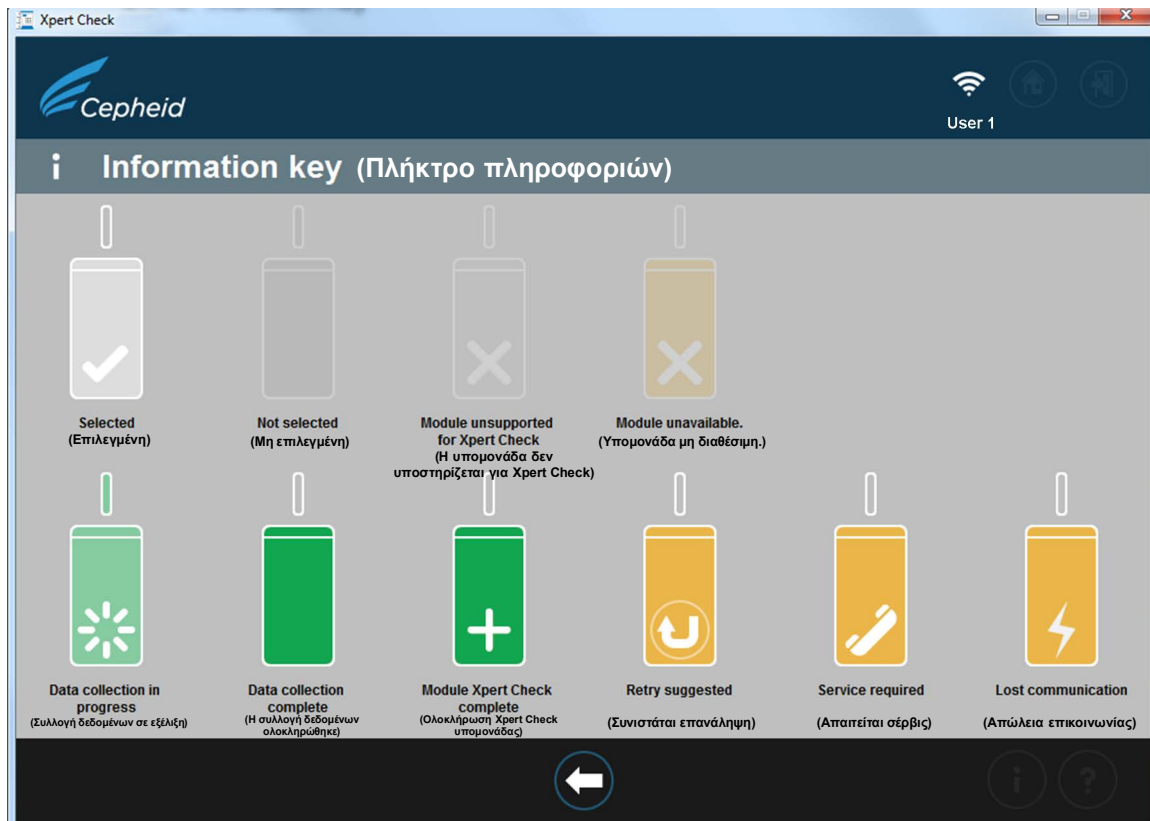 Xpert Check
Cepheid
User 1
i Information key (Πλήκτρο πληροφοριών)
Selected
(Επιλεγμένη)
Not selected
(Μη επιλεγμένη)
Module unsupported
for Xpert Check
(Η υπομονάδα δεν
υποστηρίζεται για Xpert Check)
Module unavailable.
(Υπομονάδα μη διαθέσιμη.)
Data collection in
progress
(Συλλογή δεδομένων σε εξέλιξη)
Data collection
complete
(Η συλλογή δεδομένων
ολοκληρώθηκε)
Module Xpert Check
complete
(Ολοκλήρωση Xpert Check
υπομονάδας)
Retry suggested
(Συνιστάται επανάληψη)
Service required
(Απαιτείται σέρβις)
Lost communication
(Απώλεια επικοινωνίας)
i ?